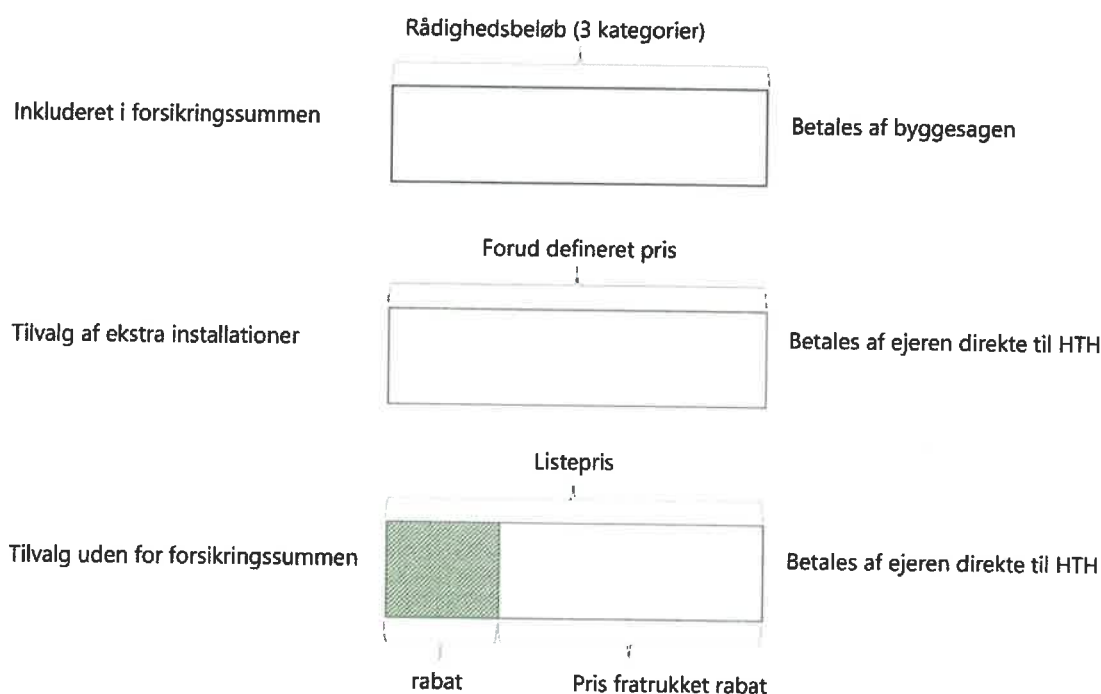 Rådighedsbeløb (3 kategorier)
Inkluderet i forsikringssummen
Betales af byggesagen
Forud defineret pris
Tilvalg af ekstra installationer
Betales af ejeren direkte til HTH
Listepris
Tilvalg uden for forsikringssummen
Betales af ejeren direkte til HTH
rabat
Pris fratrukket rabat